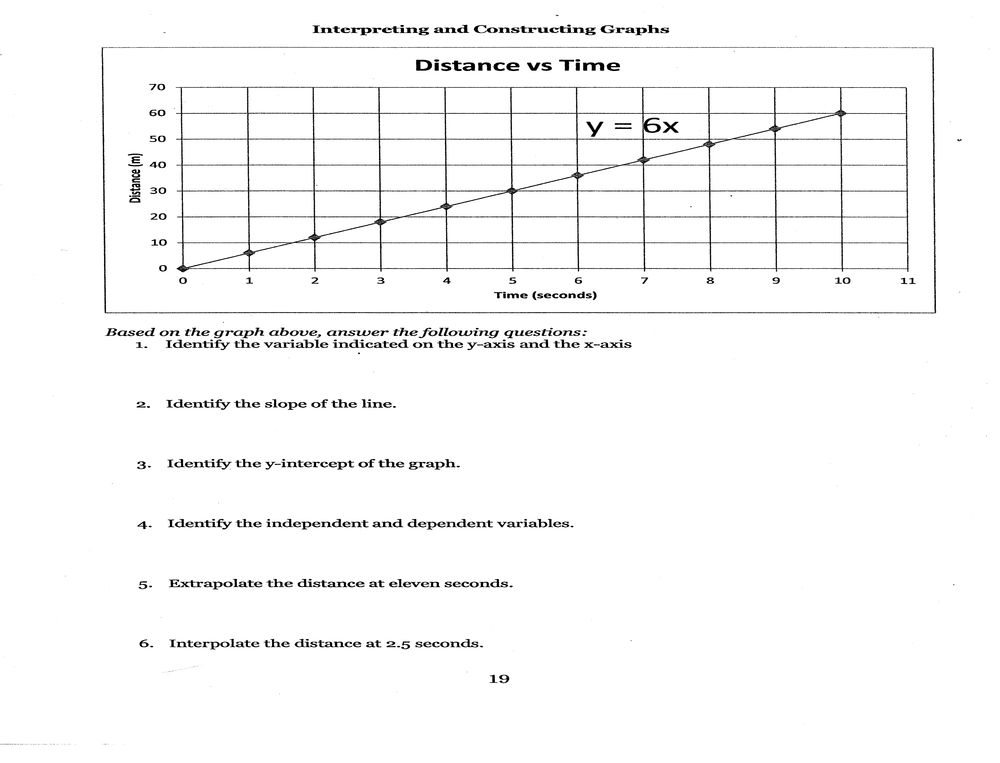 Interpreting and Constructing Graphs
Distance vs Time
70
60
y = 6x
50
Distance (m)
40
30
20
10
0
0 1 2 3 4 5 6 7 8 9 10 11
Time (seconds)
Based on the graph above, answer the following questions:
1. Identify the variable indicated on the y-axis and the x-axis
2. Identify the slope of the line.
3. Identify the y-intercept of the graph.
4. Identify the independent and dependent variables.
5. Extrapolate the distance at eleven seconds.
6. Interpolate the distance at 2.5 seconds.
19